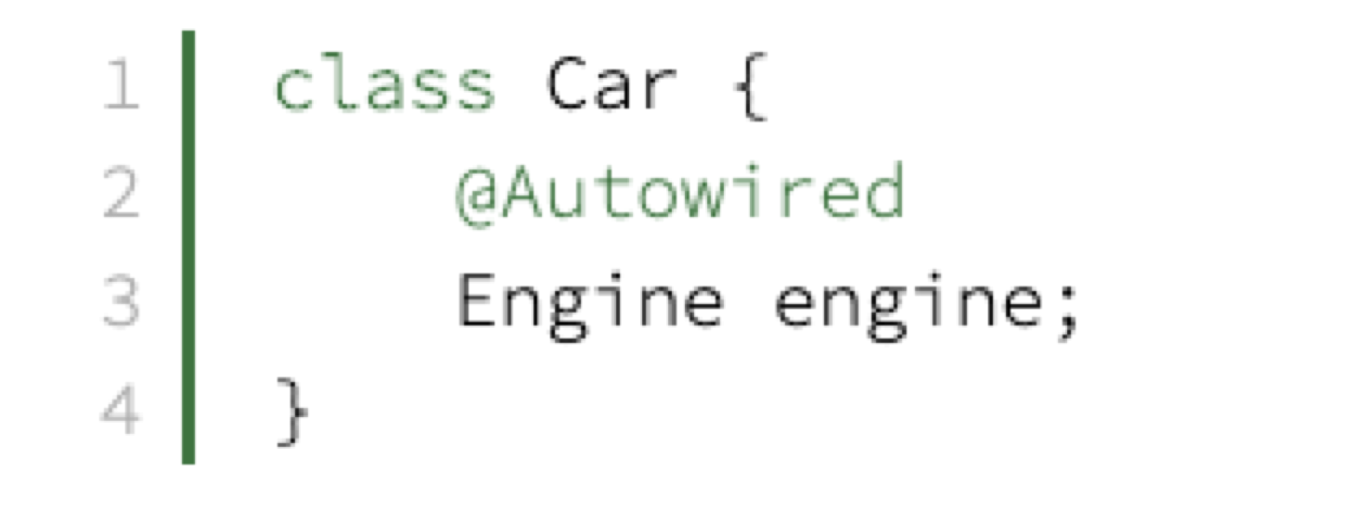 1 class Car {
2     @Autowired
3     Engine engine;
4 }